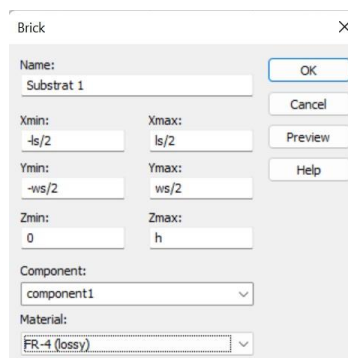 Brick
Name:
OK
Substrat 1
Cancel
Xmin:
Xmax:
-ls/2
ls/2
Preview
Ymin:
Ymax:
Help
-ws/2
ws/2
Zmin:
Zmax:
0
h
Component:
component1
Material:
FR-4 (lossy)